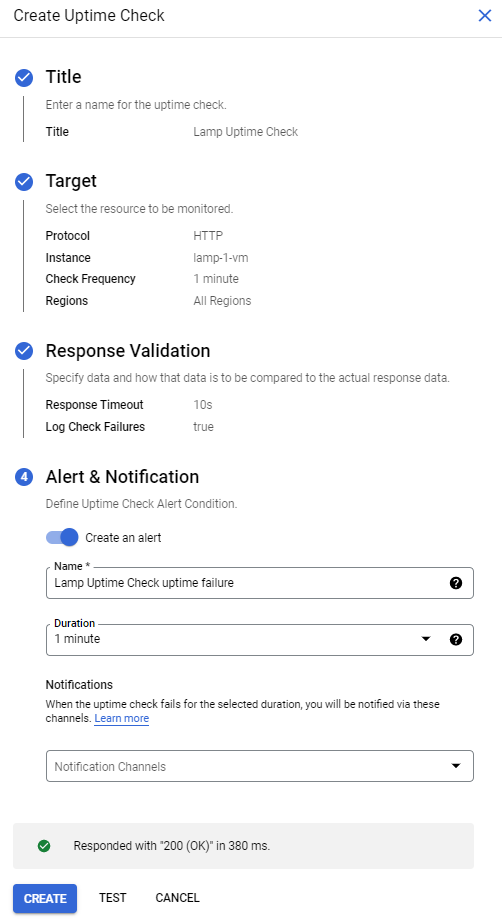 Create Uptime Check
Title
Enter a name for the uptime check.
Title Lamp Uptime Check
Target
Select the resource to be monitored.
Protocol HTTP
Instance lamp-1-vm
Check Frequency 1 minute
Regions All Regions
Response Validation
Specify data and how that data is to be compared to the actual response data.
Response Timeout 10s
Log Check Failures true
4 Alert & Notification
Define Uptime Check Alert Condition.
Create an alert
Name *
Lamp Uptime Check uptime failure
Duration
1 minute
Notifications
When the uptime check fails for the selected duration, you will be notified via these
channels. Learn more
Notification Channels
Responded with "200 (OK)" in 380 ms.
CREATE TEST CANCEL